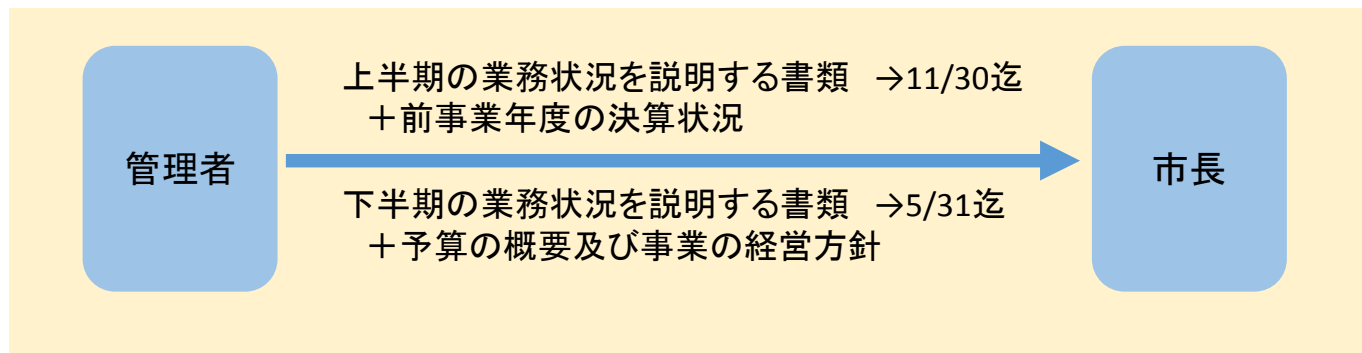 管理者
上半期の業務状況を説明する書類 →11/30迄
＋前事業年度の決算状況
下半期の業務状況を説明する書類 →5/31迄
＋予算の概要及び事業の経営方針
市長